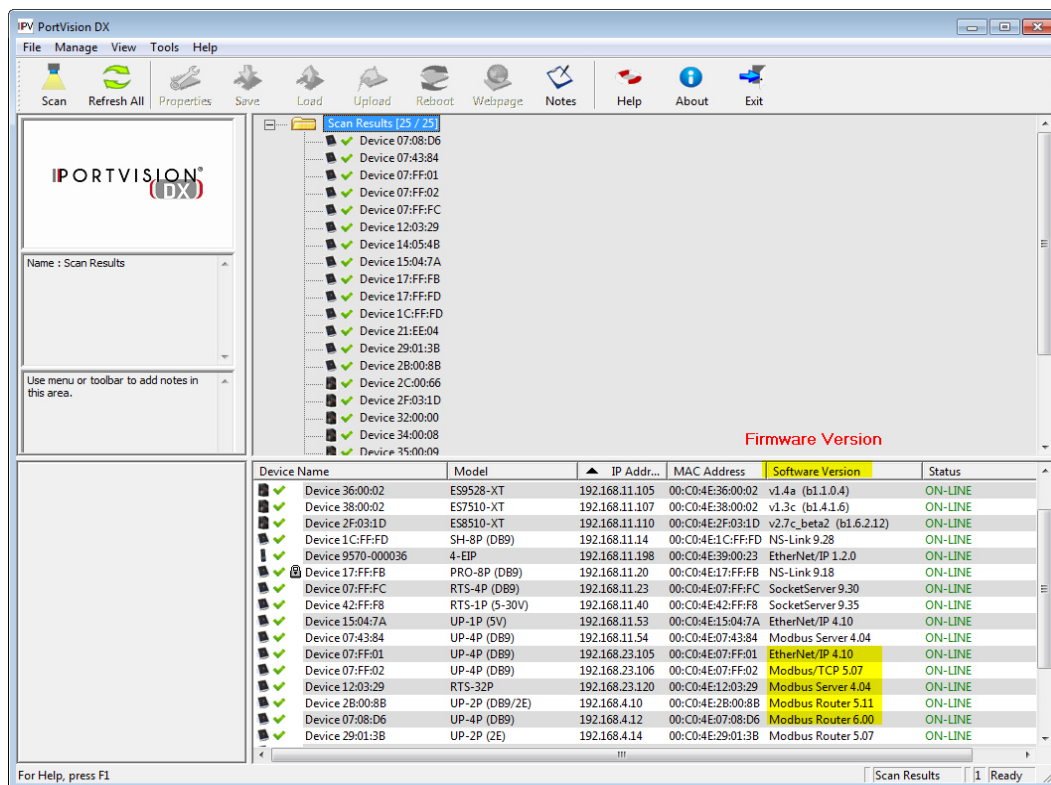 IPV PortVision DX
File Manage View Tools Help
Scan Refresh All Properties Save Load Upload Reboot Webpage Notes Help About Exit
PORTVISION®
(DX)
Name : Scan Results
Use menu or toolbar to add notes in
this area.
Scan Results [25 / 25]
Device 07:08:D6
Device 07:43:84
Device 07:FF:01
Device 07:FF:02
Device 07:FF:FC
Device 12:03:29
Device 14:05:4B
Device 15:04:7A
Device 17:FF:FB
Device 17:FF:FD
Device 1C:FF:FD
Device 21:EE:04
Device 29:01:3B
Device 2B:00:8B
Device 2C:00:66
Device 2F:03:1D
Device 32:00:00
Device 34:00:08
Device 35:00:09
Firmware Version
Device Name Model IP Addr... MAC Address Software Version Status
Device 36:00:02 ES9528-XT 192.168.11.105 00:C0:4E:36:00:02 v1.4a (b1.1.0.4) ON-LINE
Device 38:00:02 ES7510-XT 192.168.11.107 00:C0:4E:38:00:02 v1.3c (b1.4.1.6) ON-LINE
Device 2F:03:1D ES8510-XT 192.168.11.110 00:C0:4E:2F:03:1D v2.7c_beta2 (b1.6.2.12) ON-LINE
Device 1C:FF:FD SH-8P (DB9) 192.168.11.14 00:C0:4E:1C:FF:FD NS-Link 9.28 ON-LINE
Device 9570-000036 4-EIP 192.168.11.198 00:C0:4E:39:00:23 EtherNet/IP 1.2.0 ON-LINE
Device 17:FF:FB PRO-8P (DB9) 192.168.11.20 00:C0:4E:17:FF:FB NS-Link 9.18 ON-LINE
Device 07:FF:FC RTS-4P (DB9) 192.168.11.23 00:C0:4E:07:FF:FC SocketServer 9.30 ON-LINE
Device 42:FF:F8 RTS-1P (5-30V) 192.168.11.40 00:C0:4E:42:FF:F8 SocketServer 9.35 ON-LINE
Device 15:04:7A UP-1P (5V) 192.168.11.53 00:C0:4E:15:04:7A EtherNet/IP 4.10 ON-LINE
Device 07:43:84 UP-4P (DB9) 192.168.11.54 00:C0:4E:07:43:84 Modbus Server 4.04 ON-LINE
Device 07:FF:01 UP-4P (DB9) 192.168.23.105 00:C0:4E:07:FF:01 EtherNet/IP 4.10 ON-LINE
Device 07:FF:02 UP-4P (DB9) 192.168.23.106 00:C0:4E:07:FF:02 Modbus/TCP 5.07 ON-LINE
Device 12:03:29 RTS-32P 192.168.23.120 00:C0:4E:12:03:29 Modbus Server 4.04 ON-LINE
Device 2B:00:8B UP-2P (DB9/2E) 192.168.4.10 00:C0:4E:2B:00:8B Modbus Router 5.11 ON-LINE
Device 07:08:D6 UP-4P (DB9) 192.168.4.12 00:C0:4E:07:08:D6 Modbus Router 6.00 ON-LINE
Device 29:01:3B UP-2P (2E) 192.168.4.14 00:C0:4E:29:01:3B Modbus Router 5.07 ON-LINE
For Help, press F1 Scan Results 1 Ready